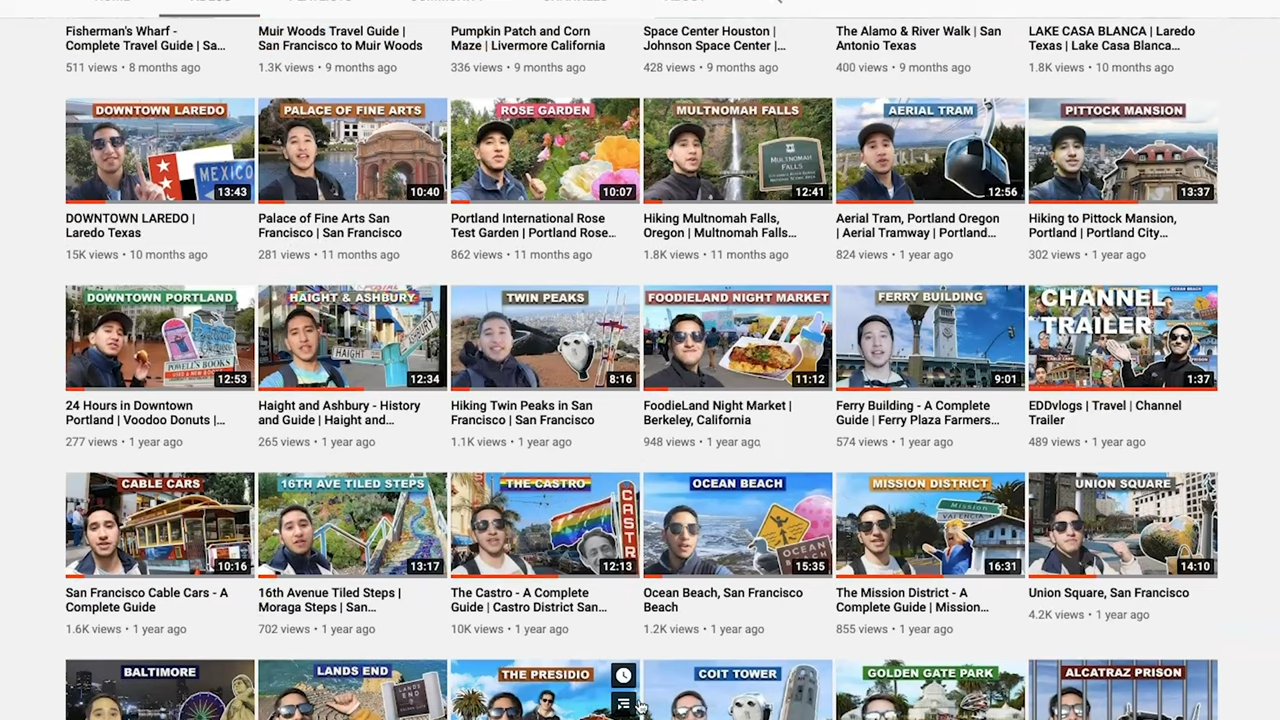 HOME VIDEOS PLAYLISTS COMMUNITY CHANNELS ABOUT
Fisherman's Wharf -
Complete Travel Guide | Sa...
511 views • 8 months ago
Muir Woods Travel Guide |
San Francisco to Muir Woods
1.3K views • 9 months ago
Pumpkin Patch and Corn
Maze | Livermore California
336 views • 9 months ago
Space Center Houston |
Johnson Space Center |...
428 views • 9 months ago
The Alamo & River Walk | San
Antonio Texas
400 views • 9 months ago
LAKE CASA BLANCA | Laredo
Texas | Lake Casa Blanca...
1.8K views • 10 months ago
DOWNTOWN LAREDO
MEXICO
13:43
DOWNTOWN LAREDO |
Laredo Texas
15K views • 10 months ago
PALACE OF FINE ARTS
10:40
Palace of Fine Arts San
Francisco | San Francisco
281 views • 11 months ago
ROSE GARDEN
10:07
Portland International Rose
Test Garden | Portland Rose...
862 views • 11 months ago
MULTNOMAH FALLS
MULTNOMAH
FALLS
12:41
Hiking Multnomah Falls,
Oregon | Multnomah Falls...
1.8K views • 11 months ago
AERIAL TRAM
12:56
Aerial Tram, Portland Oregon
| Aerial Tramway | Portland...
824 views • 1 year ago
PITTOCK MANSION
13:37
Hiking to Pittock Mansion,
Portland | Portland City...
302 views • 1 year ago
DOWNTOWN PORTLAND
POWELL'S BOOKS
12:53
24 Hours in Downtown
Portland | Voodoo Donuts |...
277 views • 1 year ago
HAIGHT & ASHBURY
HAIGHT
ASHBURY
12:34
Haight and Ashbury - History
and Guide | Haight and...
265 views • 1 year ago
TWIN PEAKS
8:16
Hiking Twin Peaks in San
Francisco | San Francisco
1.1K views • 1 year ago
FOODIELAND NIGHT MARKET
11:12
FoodieLand Night Market |
Berkeley, California
948 views • 1 year ago
FERRY BUILDING
9:01
Ferry Building - A Complete
Guide | Ferry Plaza Farmers...
574 views • 1 year ago
OCEAN BEACH
CHANNEL
TRAILER
1:37
EDDvlogs | Travel | Channel
Trailer
489 views • 1 year ago
CABLE CARS
10:16
San Francisco Cable Cars - A
Complete Guide
1.6K views • 1 year ago
16TH AVE TILED STEPS
13:17
16th Avenue Tiled Steps |
Moraga Steps | San...
702 views • 1 year ago
THE CASTRO
CASTR
12:13
The Castro - A Complete
Guide | Castro District San...
10K views • 1 year ago
OCEAN BEACH
OCEAN
15:35
Ocean Beach, San Francisco
Beach
1.2K views • 1 year ago
MISSION DISTRICT
Mission
VALENCIA
16:31
The Mission District - A
Complete Guide | Mission...
855 views • 1 year ago
UNION SQUARE
14:10
Union Square, San Francisco
4.2K views • 1 year ago
BALTIMORE
LANDS END
LANDS
END
THE PRESIDIO
COIT TOWER
GOLDEN GATE PARK
ALCATRAZ PRISON